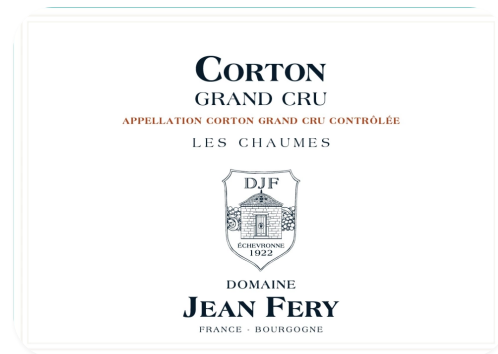 CORTON
GRAND CRU
APPELLATION CORTON GRAND CRU CONTRÔLÉE
LES CHAUMES
DJF
ÉCHEVRONNE
1922
DOMAINE
JEAN FERY
FRANCE - BOURGOGNE